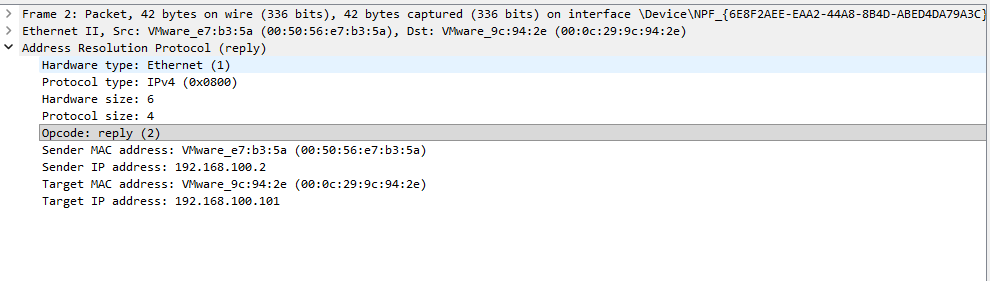 Frame 2: Packet, 42 bytes on wire (336 bits), 42 bytes captured (336 bits) on interface \Device\NPF_{6E8F2AEE-EAA2-44A8-8B4D-ABED4DA79A3C}
Ethernet II, Src: VMware_e7:b3:5a (00:50:56:e7:b3:5a), Dst: VMware_9c:94:2e (00:0c:29:9c:94:2e)
Address Resolution Protocol (reply)
Hardware type: Ethernet (1)
Protocol type: IPv4 (0x0800)
Hardware size: 6
Protocol size: 4
Opcode: reply (2)
Sender MAC address: VMware_e7:b3:5a (00:50:56:e7:b3:5a)
Sender IP address: 192.168.100.2
Target MAC address: VMware_9c:94:2e (00:0c:29:9c:94:2e)
Target IP address: 192.168.100.101